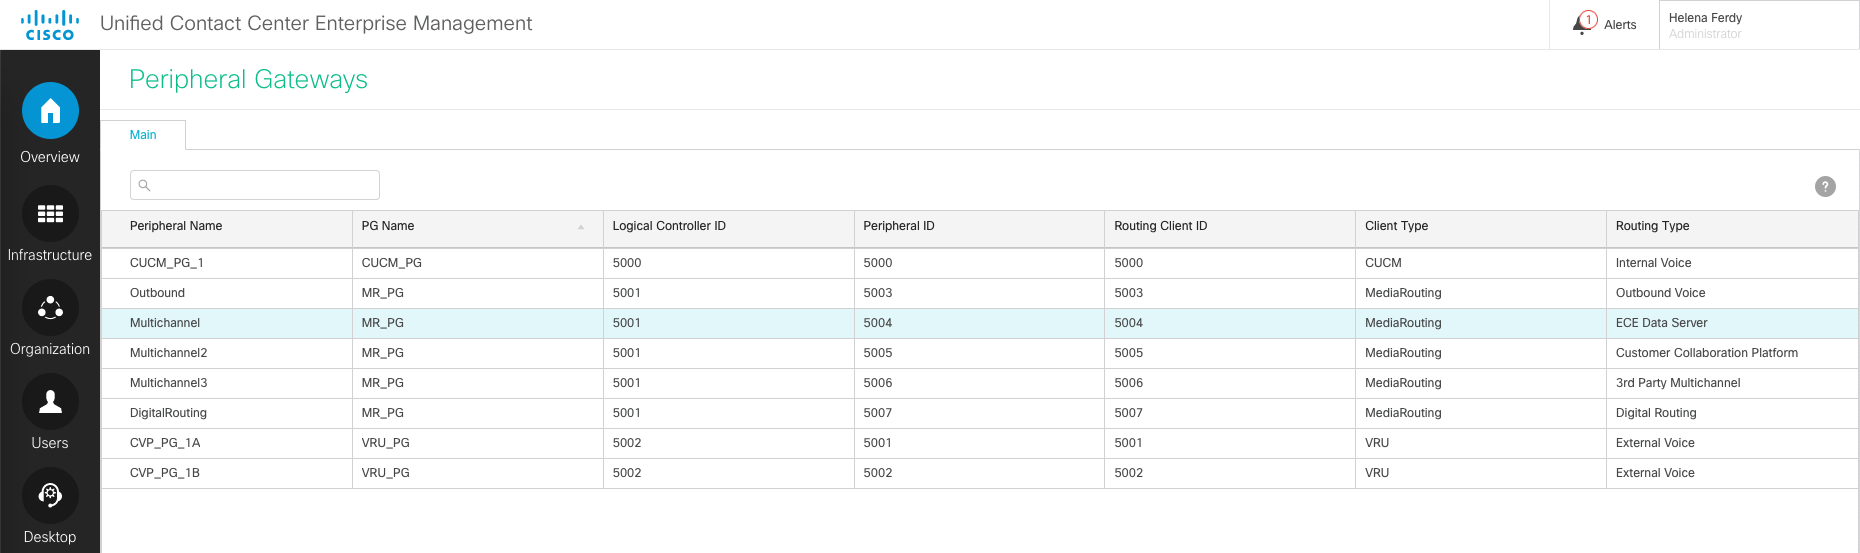 CISCO Unified Contact Center Enterprise Management 1 Alerts Helena Ferdy
Administrator
Peripheral Gateways
Main
?
Overview
Infrastructure
Organization
Users
Desktop
Peripheral Name PG Name Logical Controller ID Peripheral ID Routing Client ID Client Type Routing Type
CUCM_PG_1 CUCM_PG 5000 5000 5000 CUCM Internal Voice
Outbound MR_PG 5001 5003 5003 MediaRouting Outbound Voice
Multichannel MR_PG 5001 5004 5004 MediaRouting ECE Data Server
Multichannel2 MR_PG 5001 5005 5005 MediaRouting Customer Collaboration Platform
Multichannel3 MR_PG 5001 5006 5006 MediaRouting 3rd Party Multichannel
DigitalRouting MR_PG 5001 5007 5007 MediaRouting Digital Routing
CVP_PG_1A VRU_PG 5002 5001 5001 VRU External Voice
CVP_PG_1B VRU_PG 5002 5002 5002 VRU External Voice